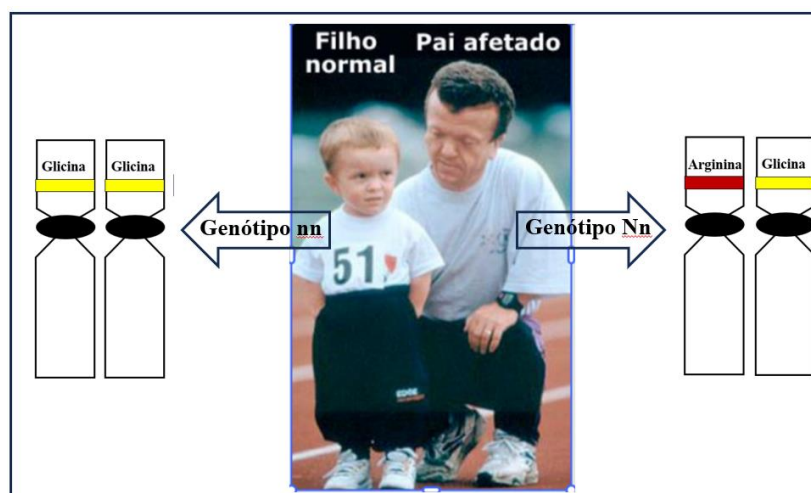 Filho normal
Pai afetado
Glicina
Glicina
Arginina
Glicina
Genótipo nn
Genótipo Nn
51